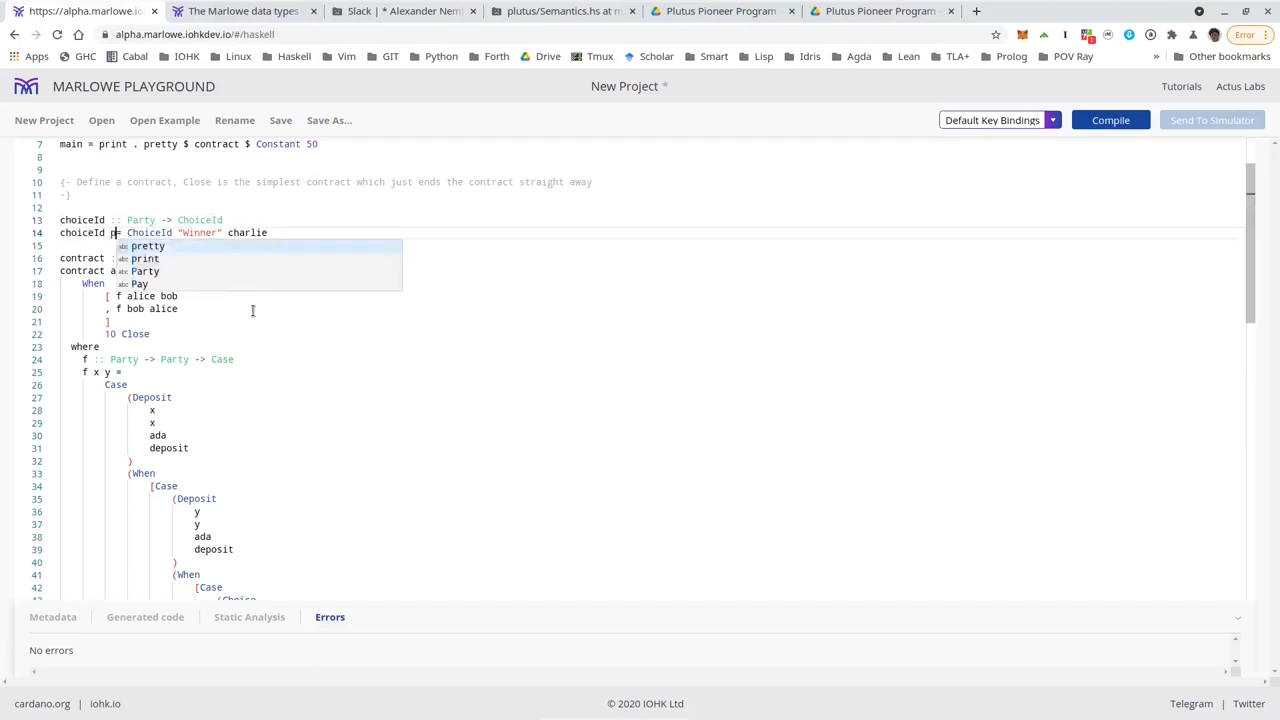 https://alpha.marlowe.io
The Marlowe data types
Slack | * Alexander Nem
plutus/Semantics.hs at m
Plutus Pioneer Program
Plutus Pioneer Program -
alpha.marlowe.iohkdev.io/#/haskell
Error
Apps GHC Cabal IOHK Linux Haskell Vim GIT Python Forth Drive Tmux Scholar Smart Lisp Idris Agda Lean TLA+ Prolog POV Ray » Other bookmarks
MARLOWE PLAYGROUND New Project * Tutorials Actus Labs
New Project Open Open Example Rename Save Save As... Default Key Bindings Compile Send To Simulator
7 main = print . pretty $ contract $ Constant 50
8
9
10 {- Define a contract, Close is the simplest contract which just ends the contract straight away
11 -}
12
13 choiceId :: Party -> ChoiceId
14 choiceId p= ChoiceId "Winner" charlie
15 abc pretty
abc print
16 contract :
17 contract a abc Party
18 When abc Pay
19 [ f alice bob
20 , f bob alice
21 ]
22 10 Close
23 where
24 f :: Party -> Party -> Case
25 f x y =
26 Case
27 (Deposit
28 x
29 x
30 ada
31 deposit
32 )
33 (When
34 [Case
35 (Deposit
36 y
37 y
38 ada
39 deposit
40 )
41 (When
42 [Case
(Choice
Metadata Generated code Static Analysis Errors
No errors
cardano.org | iohk.io © 2020 IOHK Ltd Telegram | Twitter